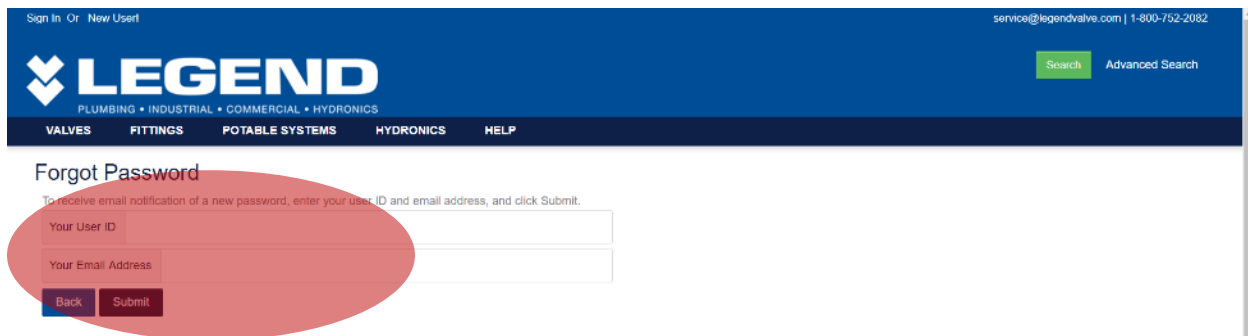 Sign In Or New User!
service@legendvalve.com | 1-800-752-2082
LEGEND
PLUMBING • INDUSTRIAL • COMMERCIAL • HYDRONICS
Search Advanced Search
VALVES FITTINGS POTABLE SYSTEMS HYDRONICS HELP
Forgot Password
To receive email notification of a new password, enter your user ID and email address, and click Submit.
Your User ID
Your Email Address
Back Submit